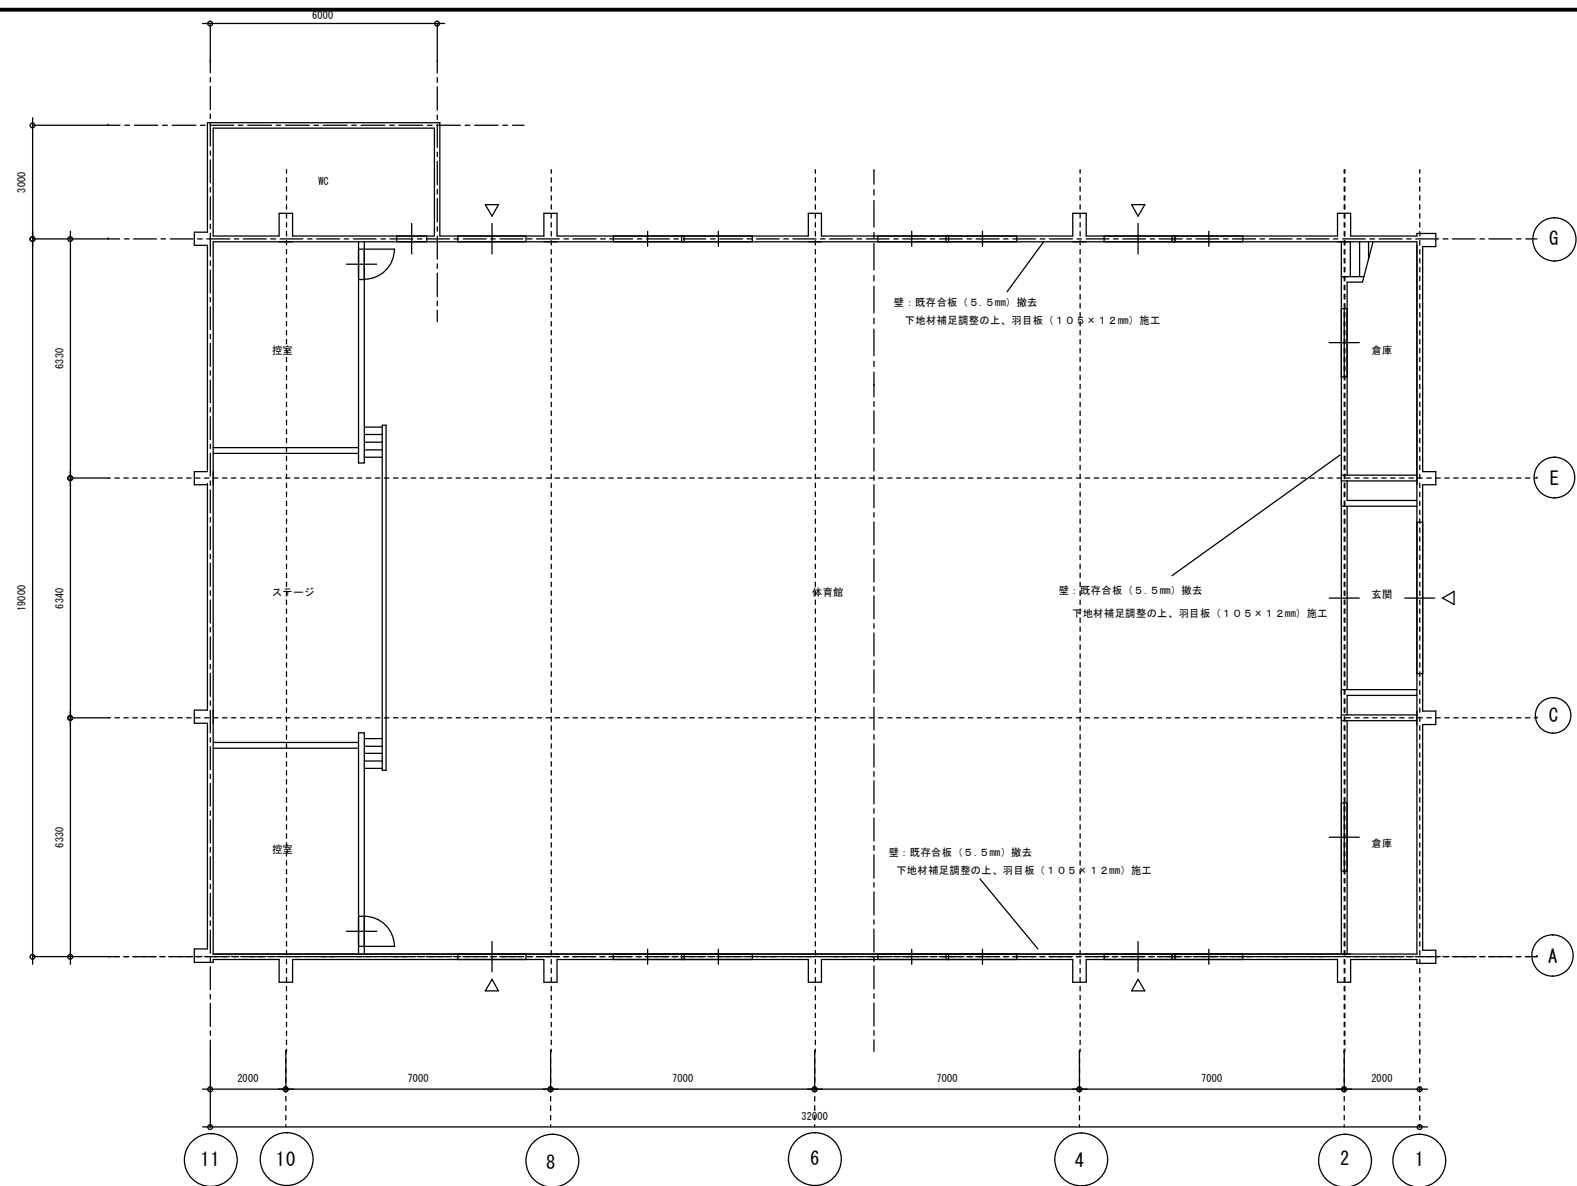 6000
3000
WC
G
壁：既存合板（５.５㎜）撤去
下地材補足調整の上、羽目板（１０５×１２㎜）施工
6330
控室
倉庫
E
19000
6340
ステージ
体育館
壁：既存合板（５.５㎜）撤去
下地材補足調整の上、羽目板（１０５×１２㎜）施工
玄関
C
6330
控室
壁：既存合板（５.５㎜）撤去
下地材補足調整の上、羽目板（１０５×１２㎜）施工
倉庫
A
2000
7000
7000
7000
7000
2000
32000
11
10
8
6
4
2
1